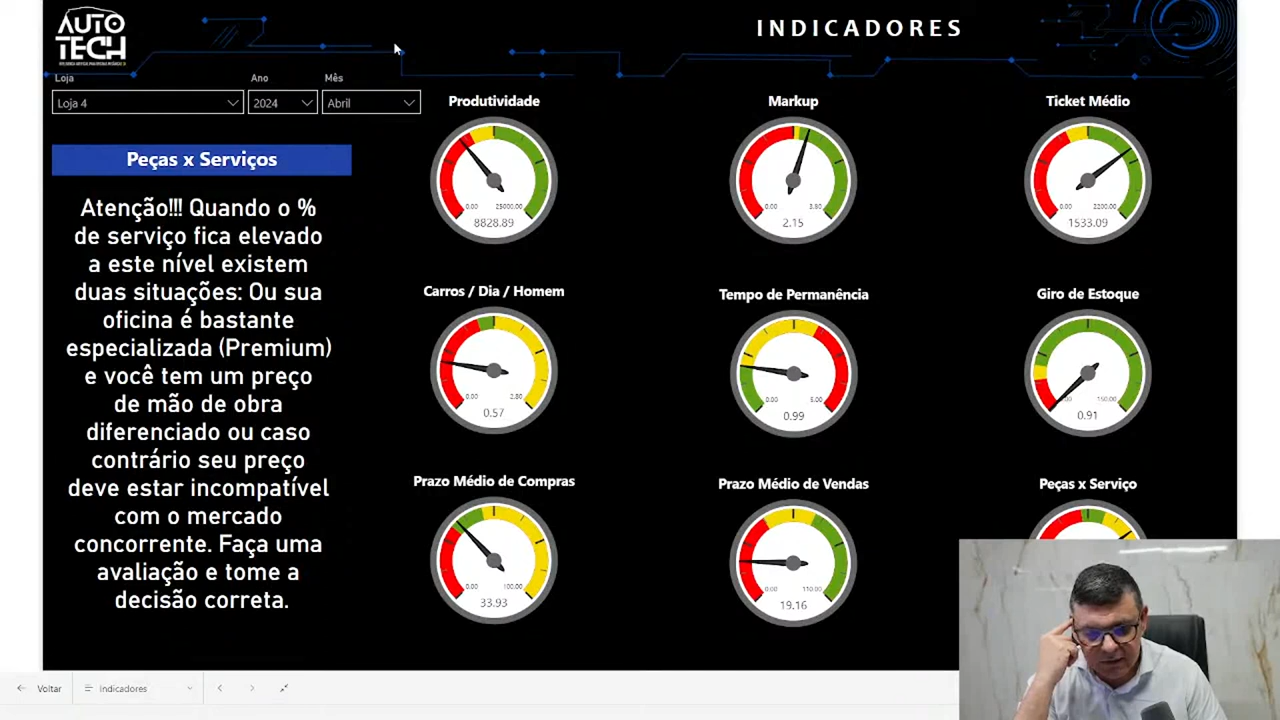 AUTO
TECH
INDICADORES
Loja
Ano
Mês
Loja 4
2024
Abril
Peças x Serviços
Atenção!!! Quando o %
de serviço fica elevado
a este nível existem
duas situações: Ou sua
oficina é bastante
especializada (Premium)
e você tem um preço
de mão de obra
diferenciado ou caso
contrário seu preço
deve estar incompatível
com o mercado
concorrente. Faça uma
avaliação e tome a
decisão correta.
Produtividade
0.00
25000.00
8828.89
Markup
0.00
3.50
2.15
Ticket Médio
0.00
2200.00
1533.09
Carros / Dia / Homem
0.00
2.50
0.57
Tempo de Permanência
0.00
5.00
0.99
Giro de Estoque
150.00
0.91
Prazo Médio de Compras
0.00
100.00
33.93
Prazo Médio de Vendas
0.00
110.00
19.16
Peças x Serviço
Voltar
Indicadores